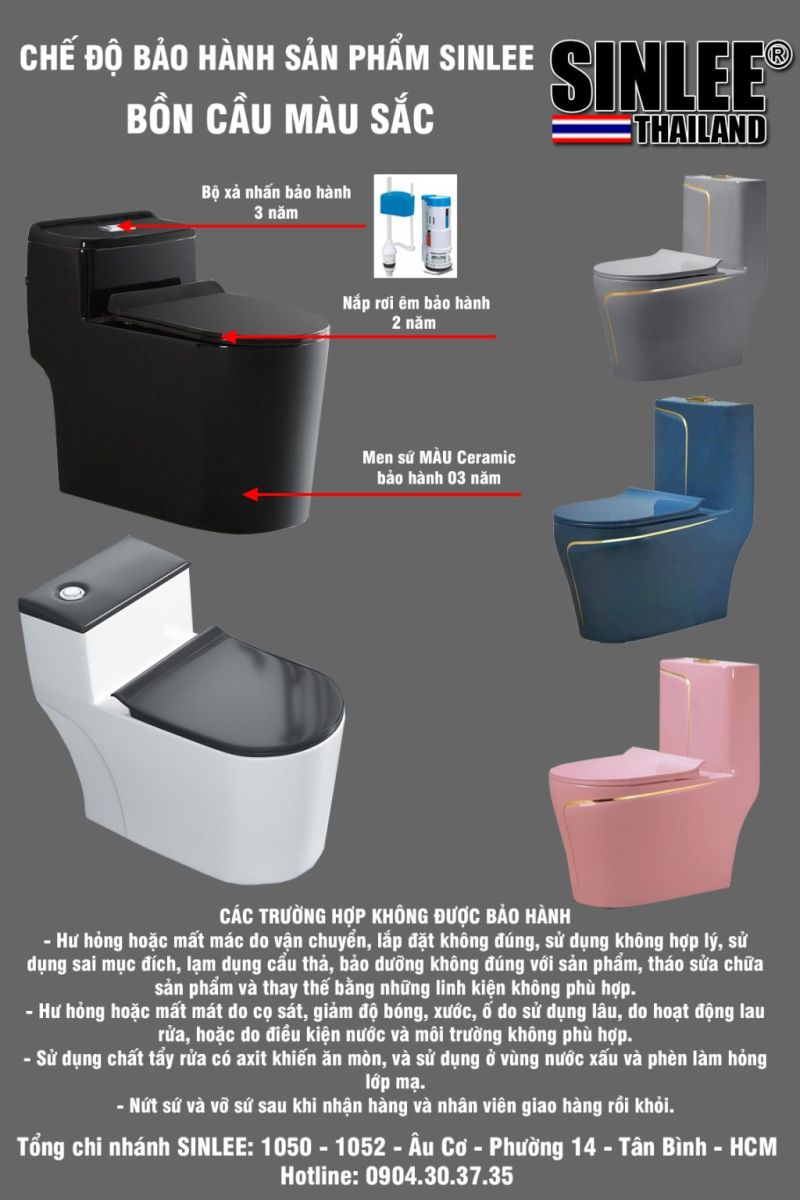 CHẾ ĐỘ BẢO HÀNH SẢN PHẨM SINLEE
BỒN CẦU MÀU SẮC
SINLEE®
THAILAND
Bộ xả nhấn bảo hành
3 năm
Nắp rơi êm bảo hành
2 năm
Men sứ MÀU Ceramic
bảo hành 03 năm
CÁC TRƯỜNG HỢP KHÔNG ĐƯỢC BẢO HÀNH
- Hư hỏng hoặc mất mác do vận chuyển, lắp đặt không đúng, sử dụng không hợp lý, sử
dụng sai mục đích, lạm dụng cẩu thả, bảo dưỡng không đúng với sản phẩm, tháo sửa chữa
sản phẩm và thay thế bằng những linh kiện không phù hợp.
- Hư hỏng hoặc mất mát do cọ sát, giảm độ bóng, xước, ố do sử dụng lâu, do hoạt động lau
rửa, hoặc do điều kiện nước và môi trường không phù hợp.
- Sử dụng chất tẩy rửa có axit khiến ăn mòn, và sử dụng ở vùng nước xấu và phèn làm hỏng
lớp mạ.
- Nứt sứ và vỡ sứ sau khi nhận hàng và nhân viên giao hàng rồi khỏi.
Tổng chi nhánh SINLEE: 1050 - 1052 - Âu Cơ - Phường 14 - Tân Bình - HCM
Hotline: 0904.30.37.35